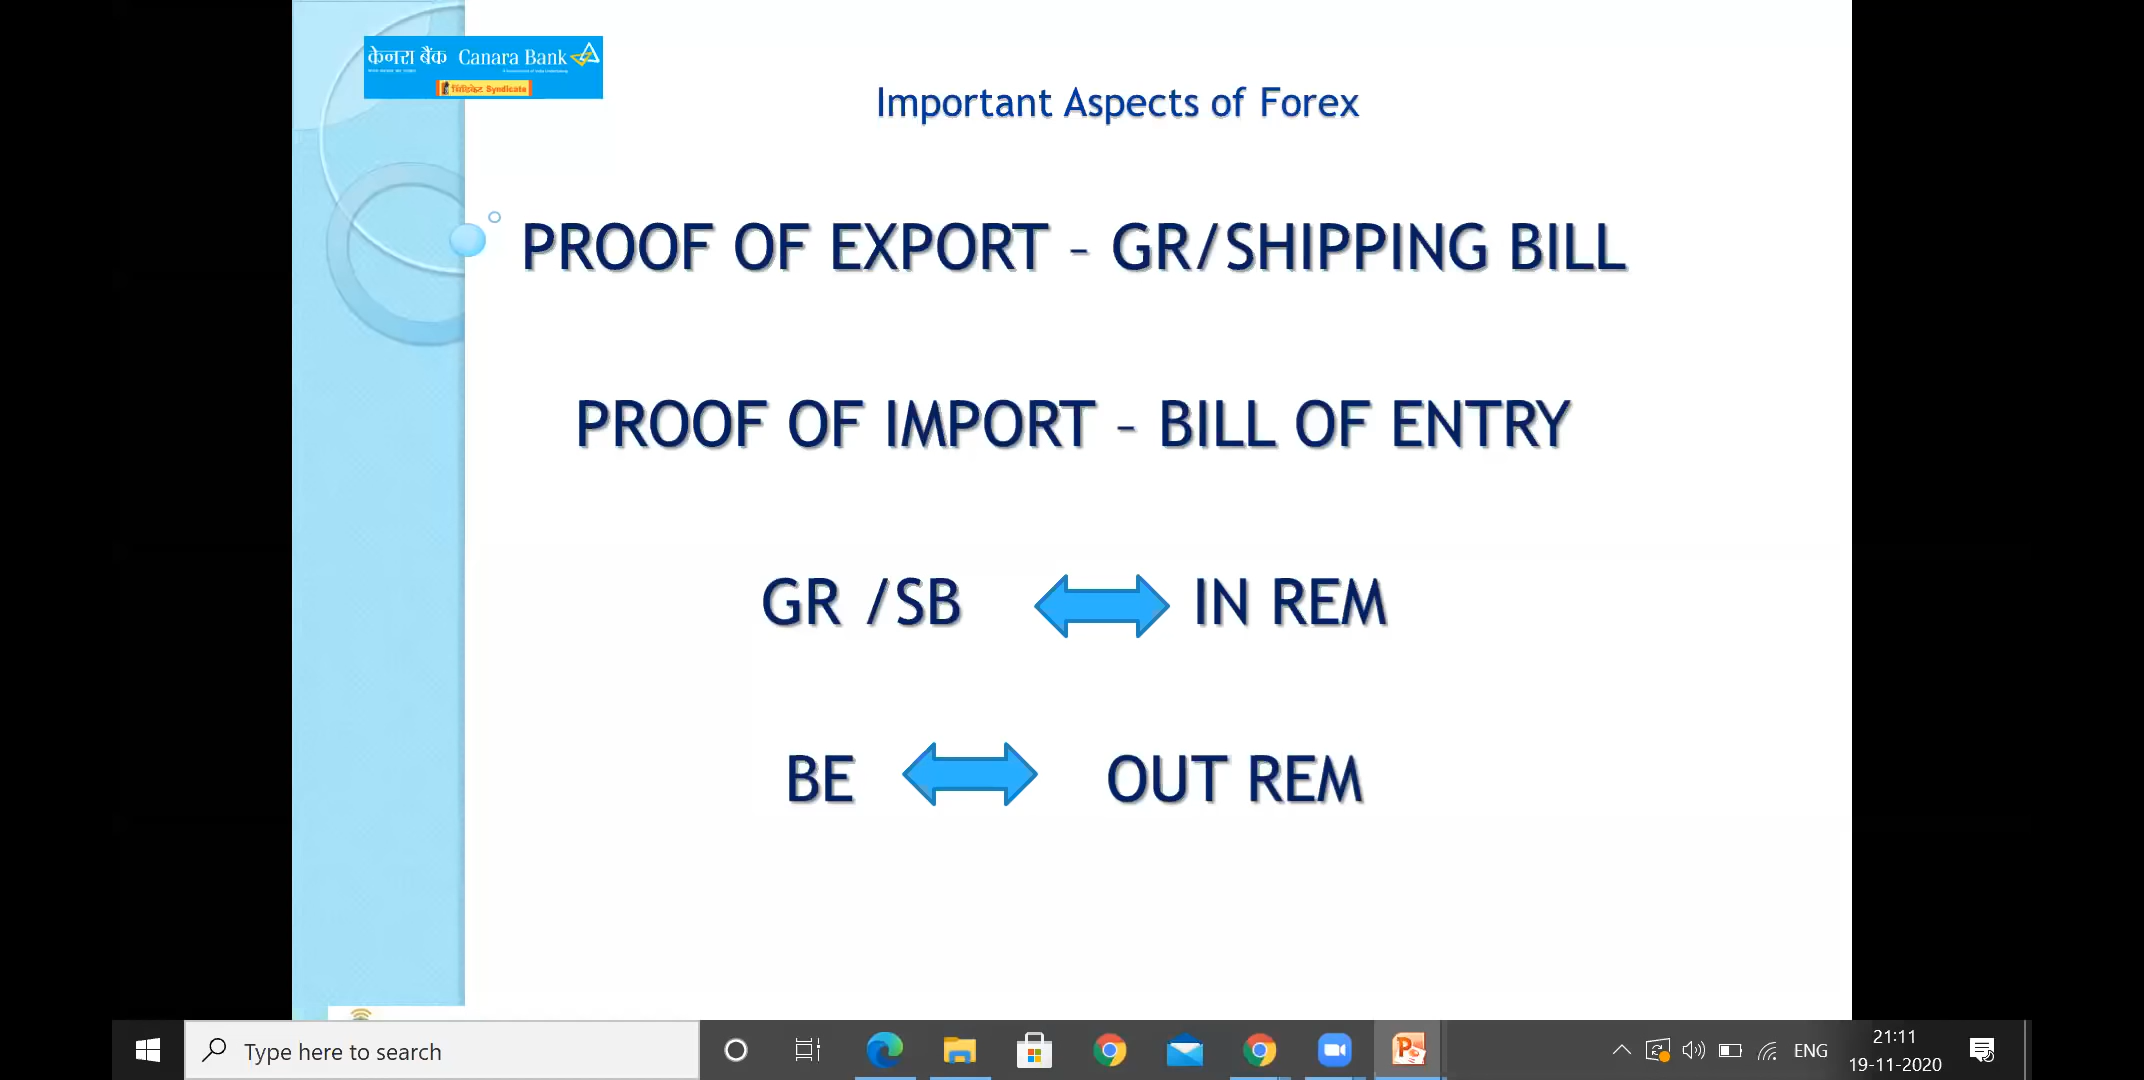 केनरा बैंक Canara Bank
सिंडिकेट Syndicate
Important Aspects of Forex
PROOF OF EXPORT – GR/SHIPPING BILL
PROOF OF IMPORT – BILL OF ENTRY
GR /SB IN REM
BE OUT REM
Type here to search
ENG
21:11
19-11-2020